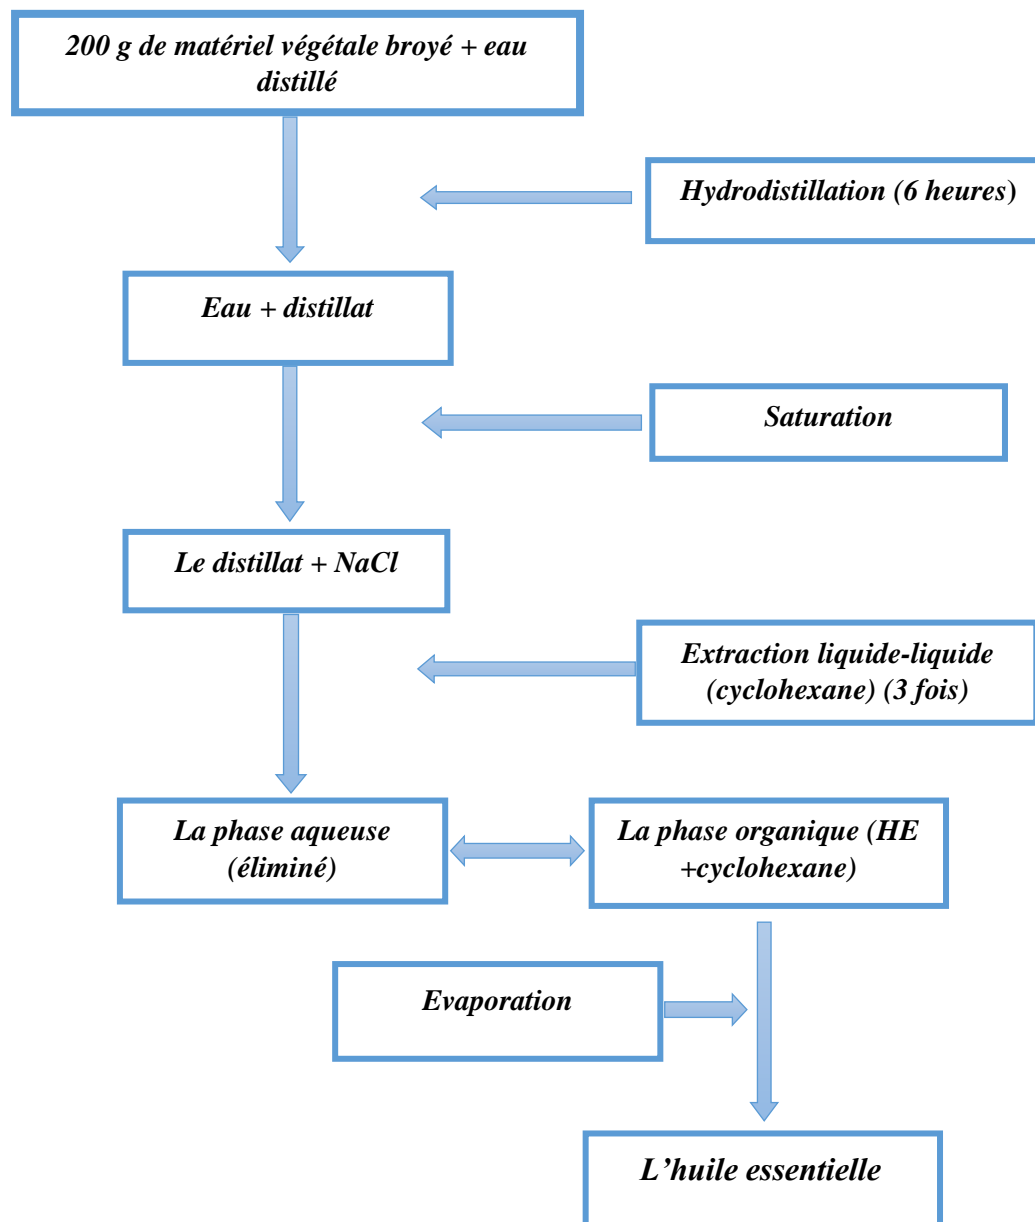 200 g de matériel végétale broyé + eau
distillé
Hydrodistillation (6 heures)
Eau + distillat
Saturation
Le distillat + NaCl
Extraction liquide-liquide
(cyclohexane) (3 fois)
La phase aqueuse
(éliminé)
La phase organique (HE
+cyclohexane)
Evaporation
L’huile essentielle